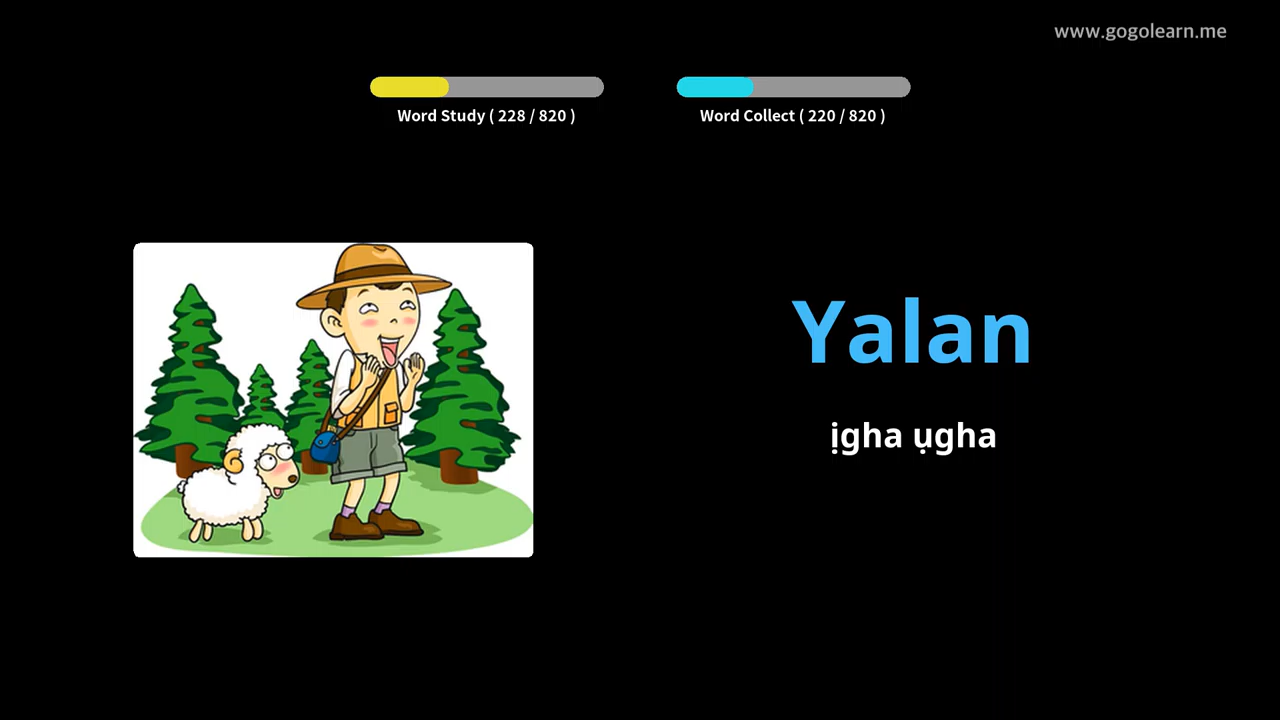 www.gogolearn.me
Word Study ( 228 / 820 )
Word Collect ( 220 / 820 )
Yalan
ịgha ụgha